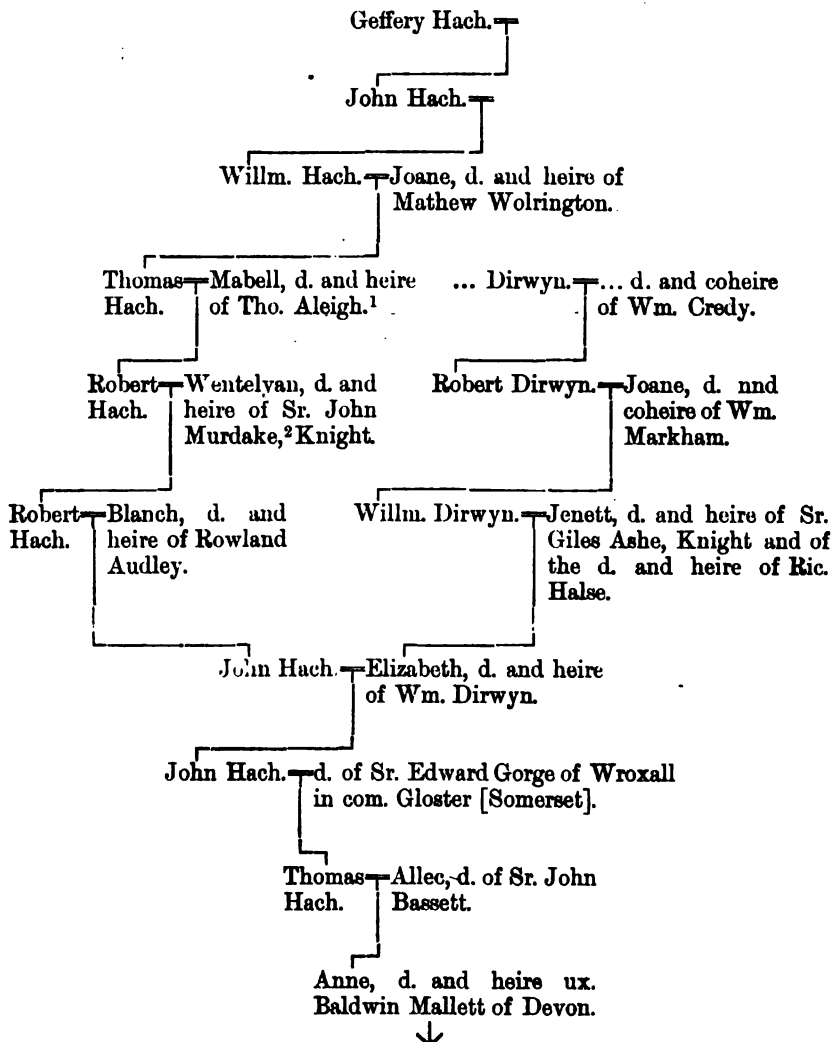 Geffery Hach.
John Hach.
Willm. Hach. Joane, d. and heire of
Mathew Wolrington.
Thomas Mabell, d. and heire
Hach. of Tho. Aleigh.¹
... Dirwyn. ... d. and coheire
of Wm. Credy.
Robert Wentelyan, d. and
Hach. heire of Sr. John
Murdake,² Knight.
Robert Dirwyn. Joane, d. nnd
coheire of Wm.
Markham.
Robert Blanch, d. and
Hach. heire of Rowland
Audley.
Willm. Dirwyn. Jenett, d. and heire of Sr.
Giles Ashe, Knight and of
the d. and heire of Ric.
Halse.
John Hach. Elizabeth, d. and heire
of Wm. Dirwyn.
John Hach. d. of Sr. Edward Gorge of Wroxall
in com. Gloster [Somerset].
Thomas Allec, d. of Sr. John
Hach. Bassett.
Anne, d. and heire ux.
Baldwin Mallett of Devon.